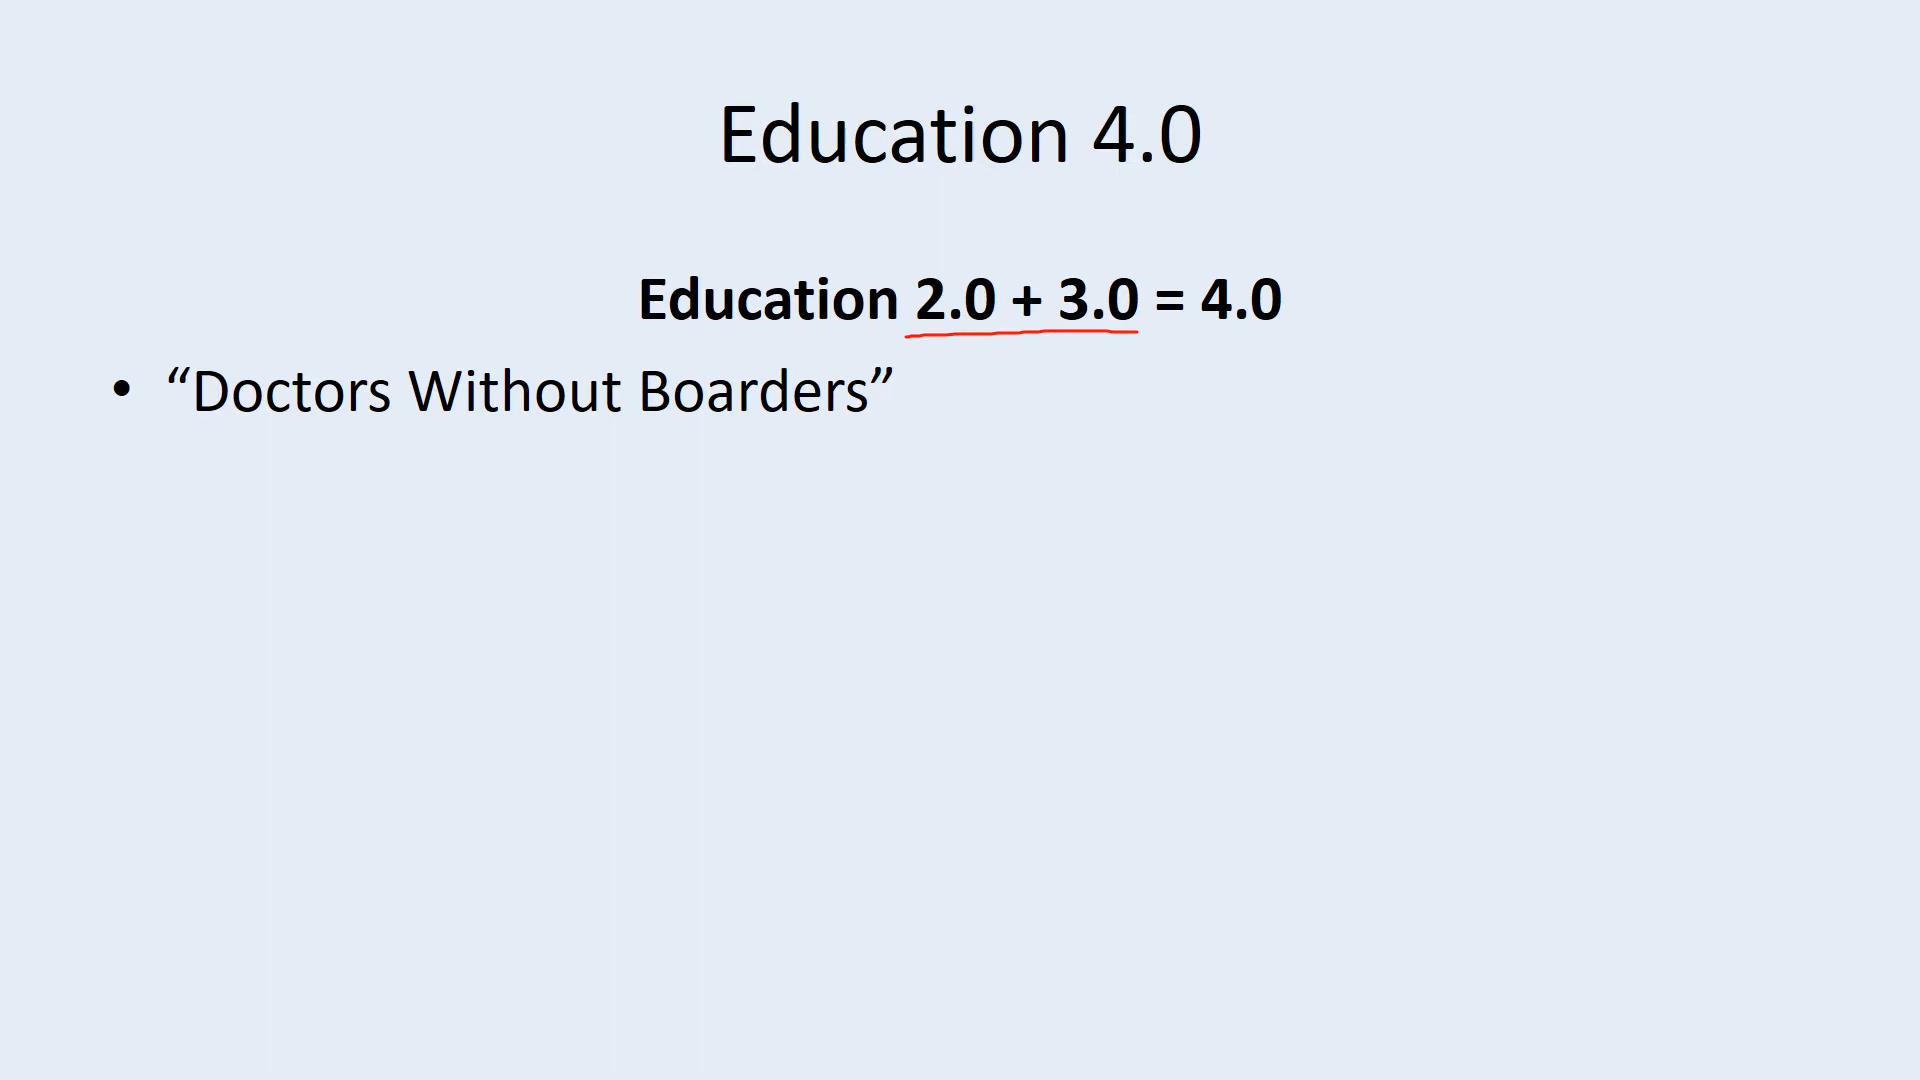 Education 4.0
Education 2.0 + 3.0 = 4.0
• “Doctors Without Boarders”